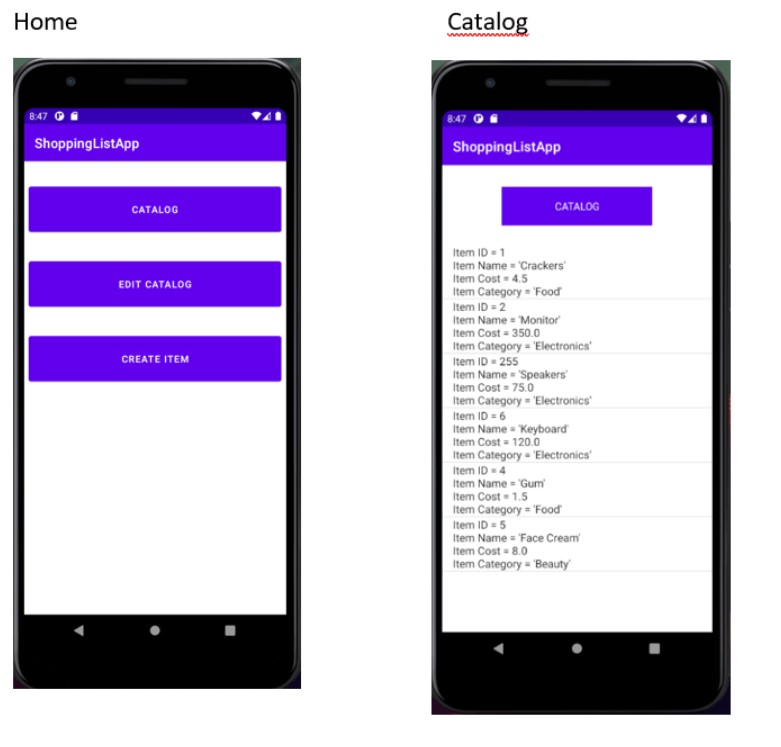 Home
8:47
ShoppingListApp
CATALOG
EDIT CATALOG
CREATE ITEM
Catalog
8:47
ShoppingListApp
CATALOG
Item ID = 1
Item Name = 'Crackers'
Item Cost = 4.5
Item Category = 'Food'
Item ID = 2
Item Name = 'Monitor'
Item Cost = 350.0
Item Category = 'Electronics'
Item ID = 255
Item Name = 'Speakers'
Item Cost = 75.0
Item Category = 'Electronics'
Item ID = 6
Item Name = 'Keyboard'
Item Cost = 120.0
Item Category = 'Electronics'
Item ID = 4
Item Name = 'Gum'
Item Cost = 1.5
Item Category = 'Food'
Item ID = 5
Item Name = 'Face Cream'
Item Cost = 8.0
Item Category = 'Beauty'